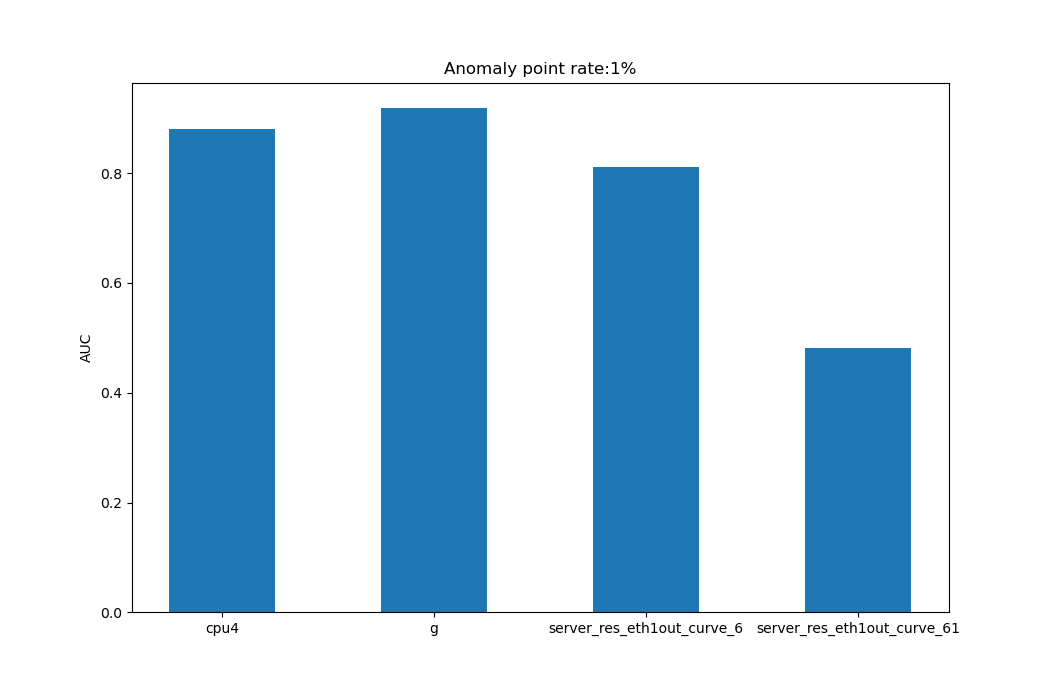 Anomaly point rate:1%
AUC
0.8
0.6
0.4
0.2
0.0
cpu4
g
server_res_eth1out_curve_6
server_res_eth1out_curve_61